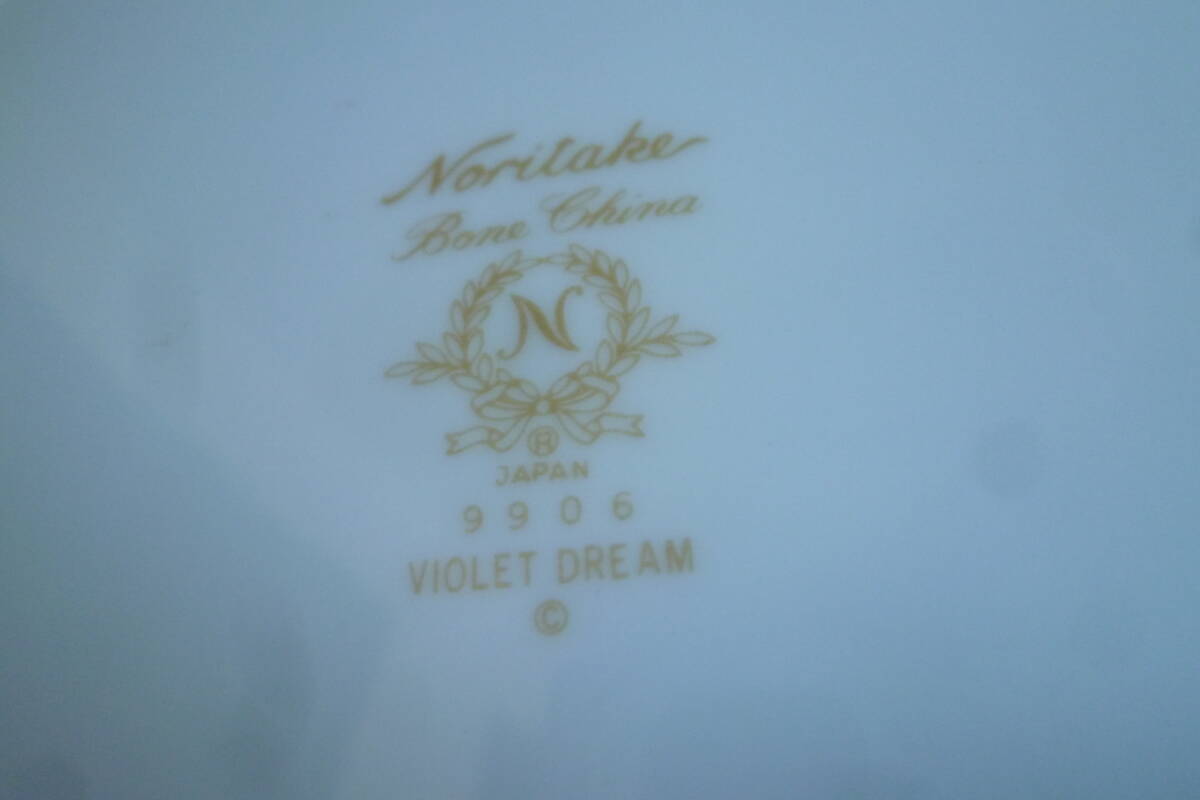 Noritake
Bone China
N
®
JAPAN
9906
VIOLET DREAM
©